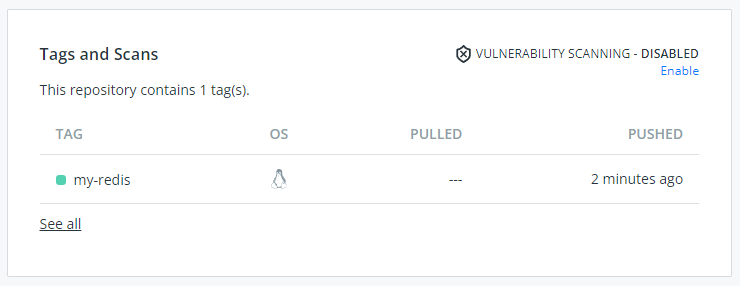 Tags and Scans
VULNERABILITY SCANNING - DISABLED
Enable
This repository contains 1 tag(s).
TAG OS PULLED PUSHED
my-redis --- 2 minutes ago
See all